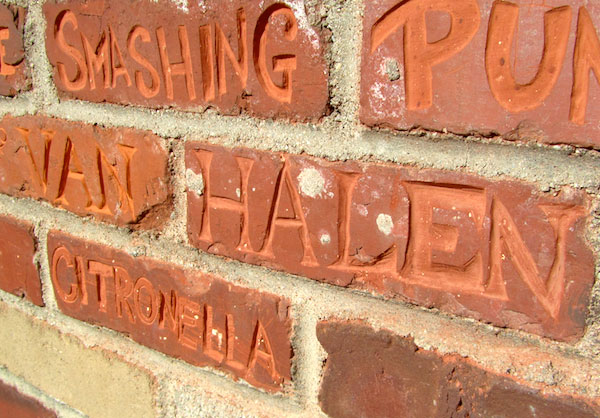 SMASHING PUM
VAN HALEN
CITRONELLA